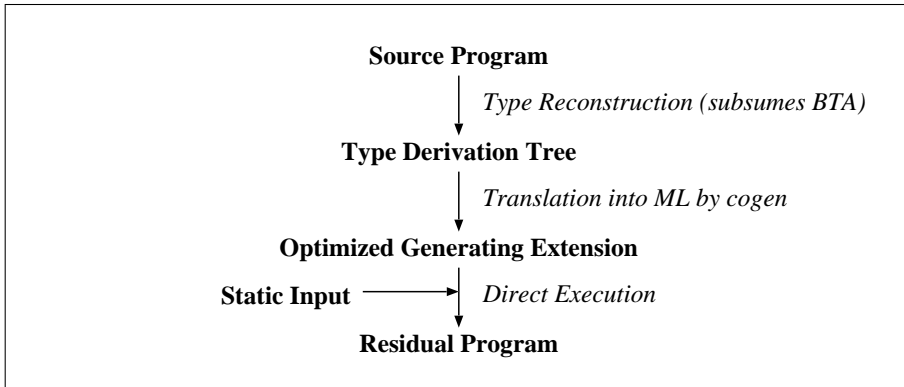 Source Program
Type Reconstruction (subsumes BTA)
Type Derivation Tree
Translation into ML by cogen
Optimized Generating Extension
Static Input
Direct Execution
Residual Program